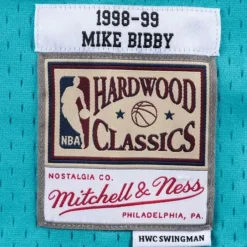 1998-99
MIKE BIBBY
HARDWOOD
NBA
CLASSICS
NOSTALGIA CO.
Mitchell & Ness
PHILADELPHIA, PA.
HWC SWINGMAN